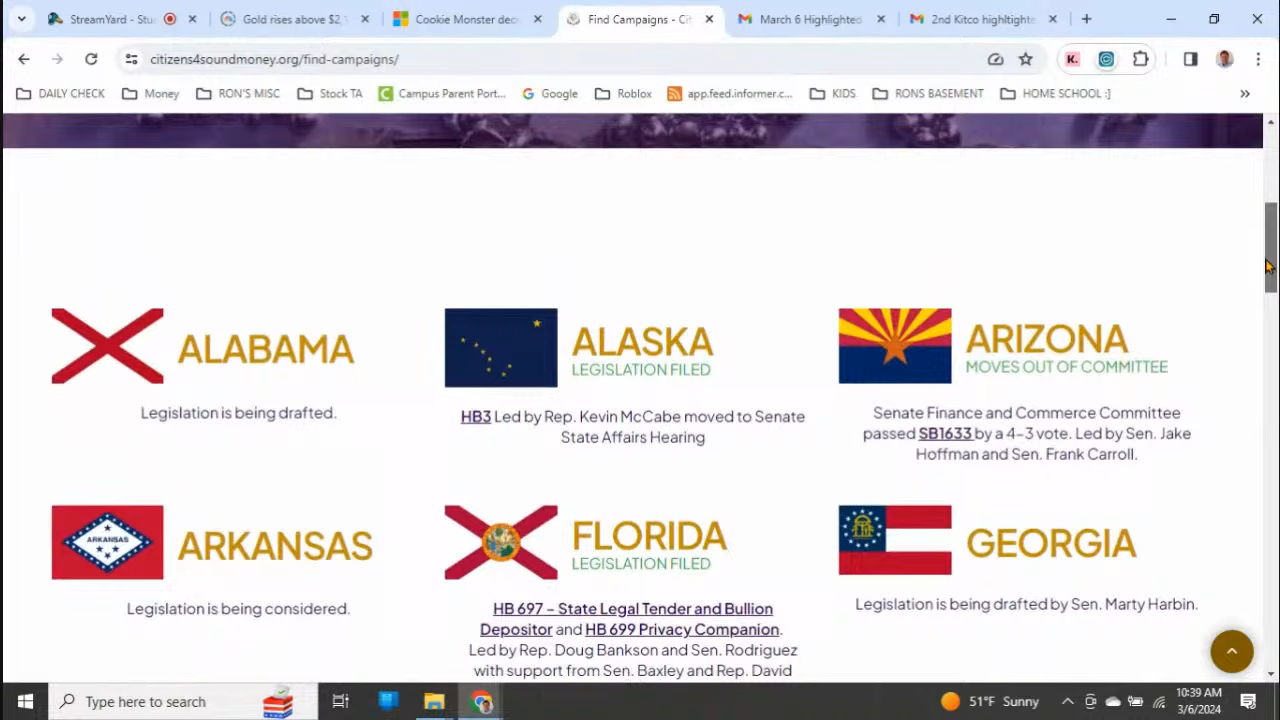 StreamYard - Stu
Gold rises above $2,1
Cookie Monster dec
Find Campaigns - Cit
March 6 Highlighted
2nd Kitco highltighte
citizens4soundmoney.org/find-campaigns/
K.
DAILY CHECK
Money
RON'S MISC
Stock TA
Campus Parent Port...
Google
Roblox
app.feed.informer.c...
KIDS
RONS BASEMENT
HOME SCHOOL :]
ALABAMA
Legislation is being drafted.
ALASKA
LEGISLATION FILED
HB3 Led by Rep. Kevin McCabe moved to Senate
State Affairs Hearing
ARIZONA
MOVES OUT OF COMMITTEE
Senate Finance and Commerce Committee
passed SB1633 by a 4-3 vote. Led by Sen. Jake
Hoffman and Sen. Frank Carroll.
ARKANSAS
ARKANSAS
Legislation is being considered.
FLORIDA
LEGISLATION FILED
HB 697 – State Legal Tender and Bullion
Depositor and HB 699 Privacy Companion.
Led by Rep. Doug Bankson and Sen. Rodriguez
with support from Sen. Baxley and Rep. David
GEORGIA
Legislation is being drafted by Sen. Marty Harbin.
Type here to search
51°F Sunny
10:39 AM
3/6/2024